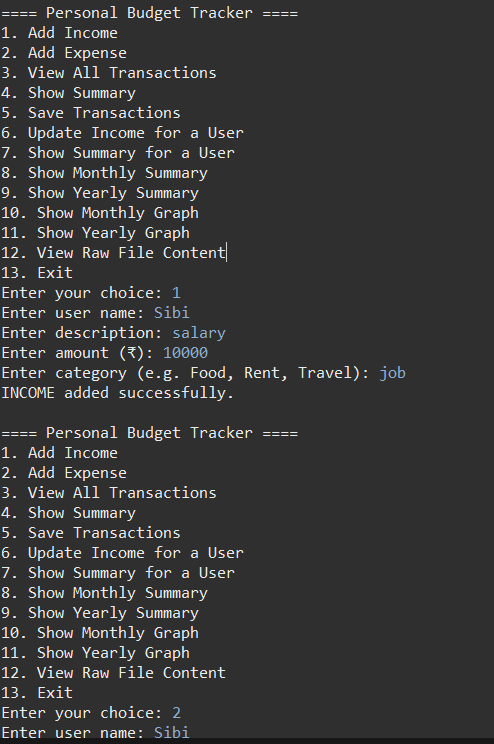 ==== Personal Budget Tracker ====
1. Add Income
2. Add Expense
3. View All Transactions
4. Show Summary
5. Save Transactions
6. Update Income for a User
7. Show Summary for a User
8. Show Monthly Summary
9. Show Yearly Summary
10. Show Monthly Graph
11. Show Yearly Graph
12. View Raw File Content
13. Exit
Enter your choice: 1
Enter user name: Sibi
Enter description: salary
Enter amount (₹): 10000
Enter category (e.g. Food, Rent, Travel): job
INCOME added successfully.

==== Personal Budget Tracker ====
1. Add Income
2. Add Expense
3. View All Transactions
4. Show Summary
5. Save Transactions
6. Update Income for a User
7. Show Summary for a User
8. Show Monthly Summary
9. Show Yearly Summary
10. Show Monthly Graph
11. Show Yearly Graph
12. View Raw File Content
13. Exit
Enter your choice: 2
Enter user name: Sibi